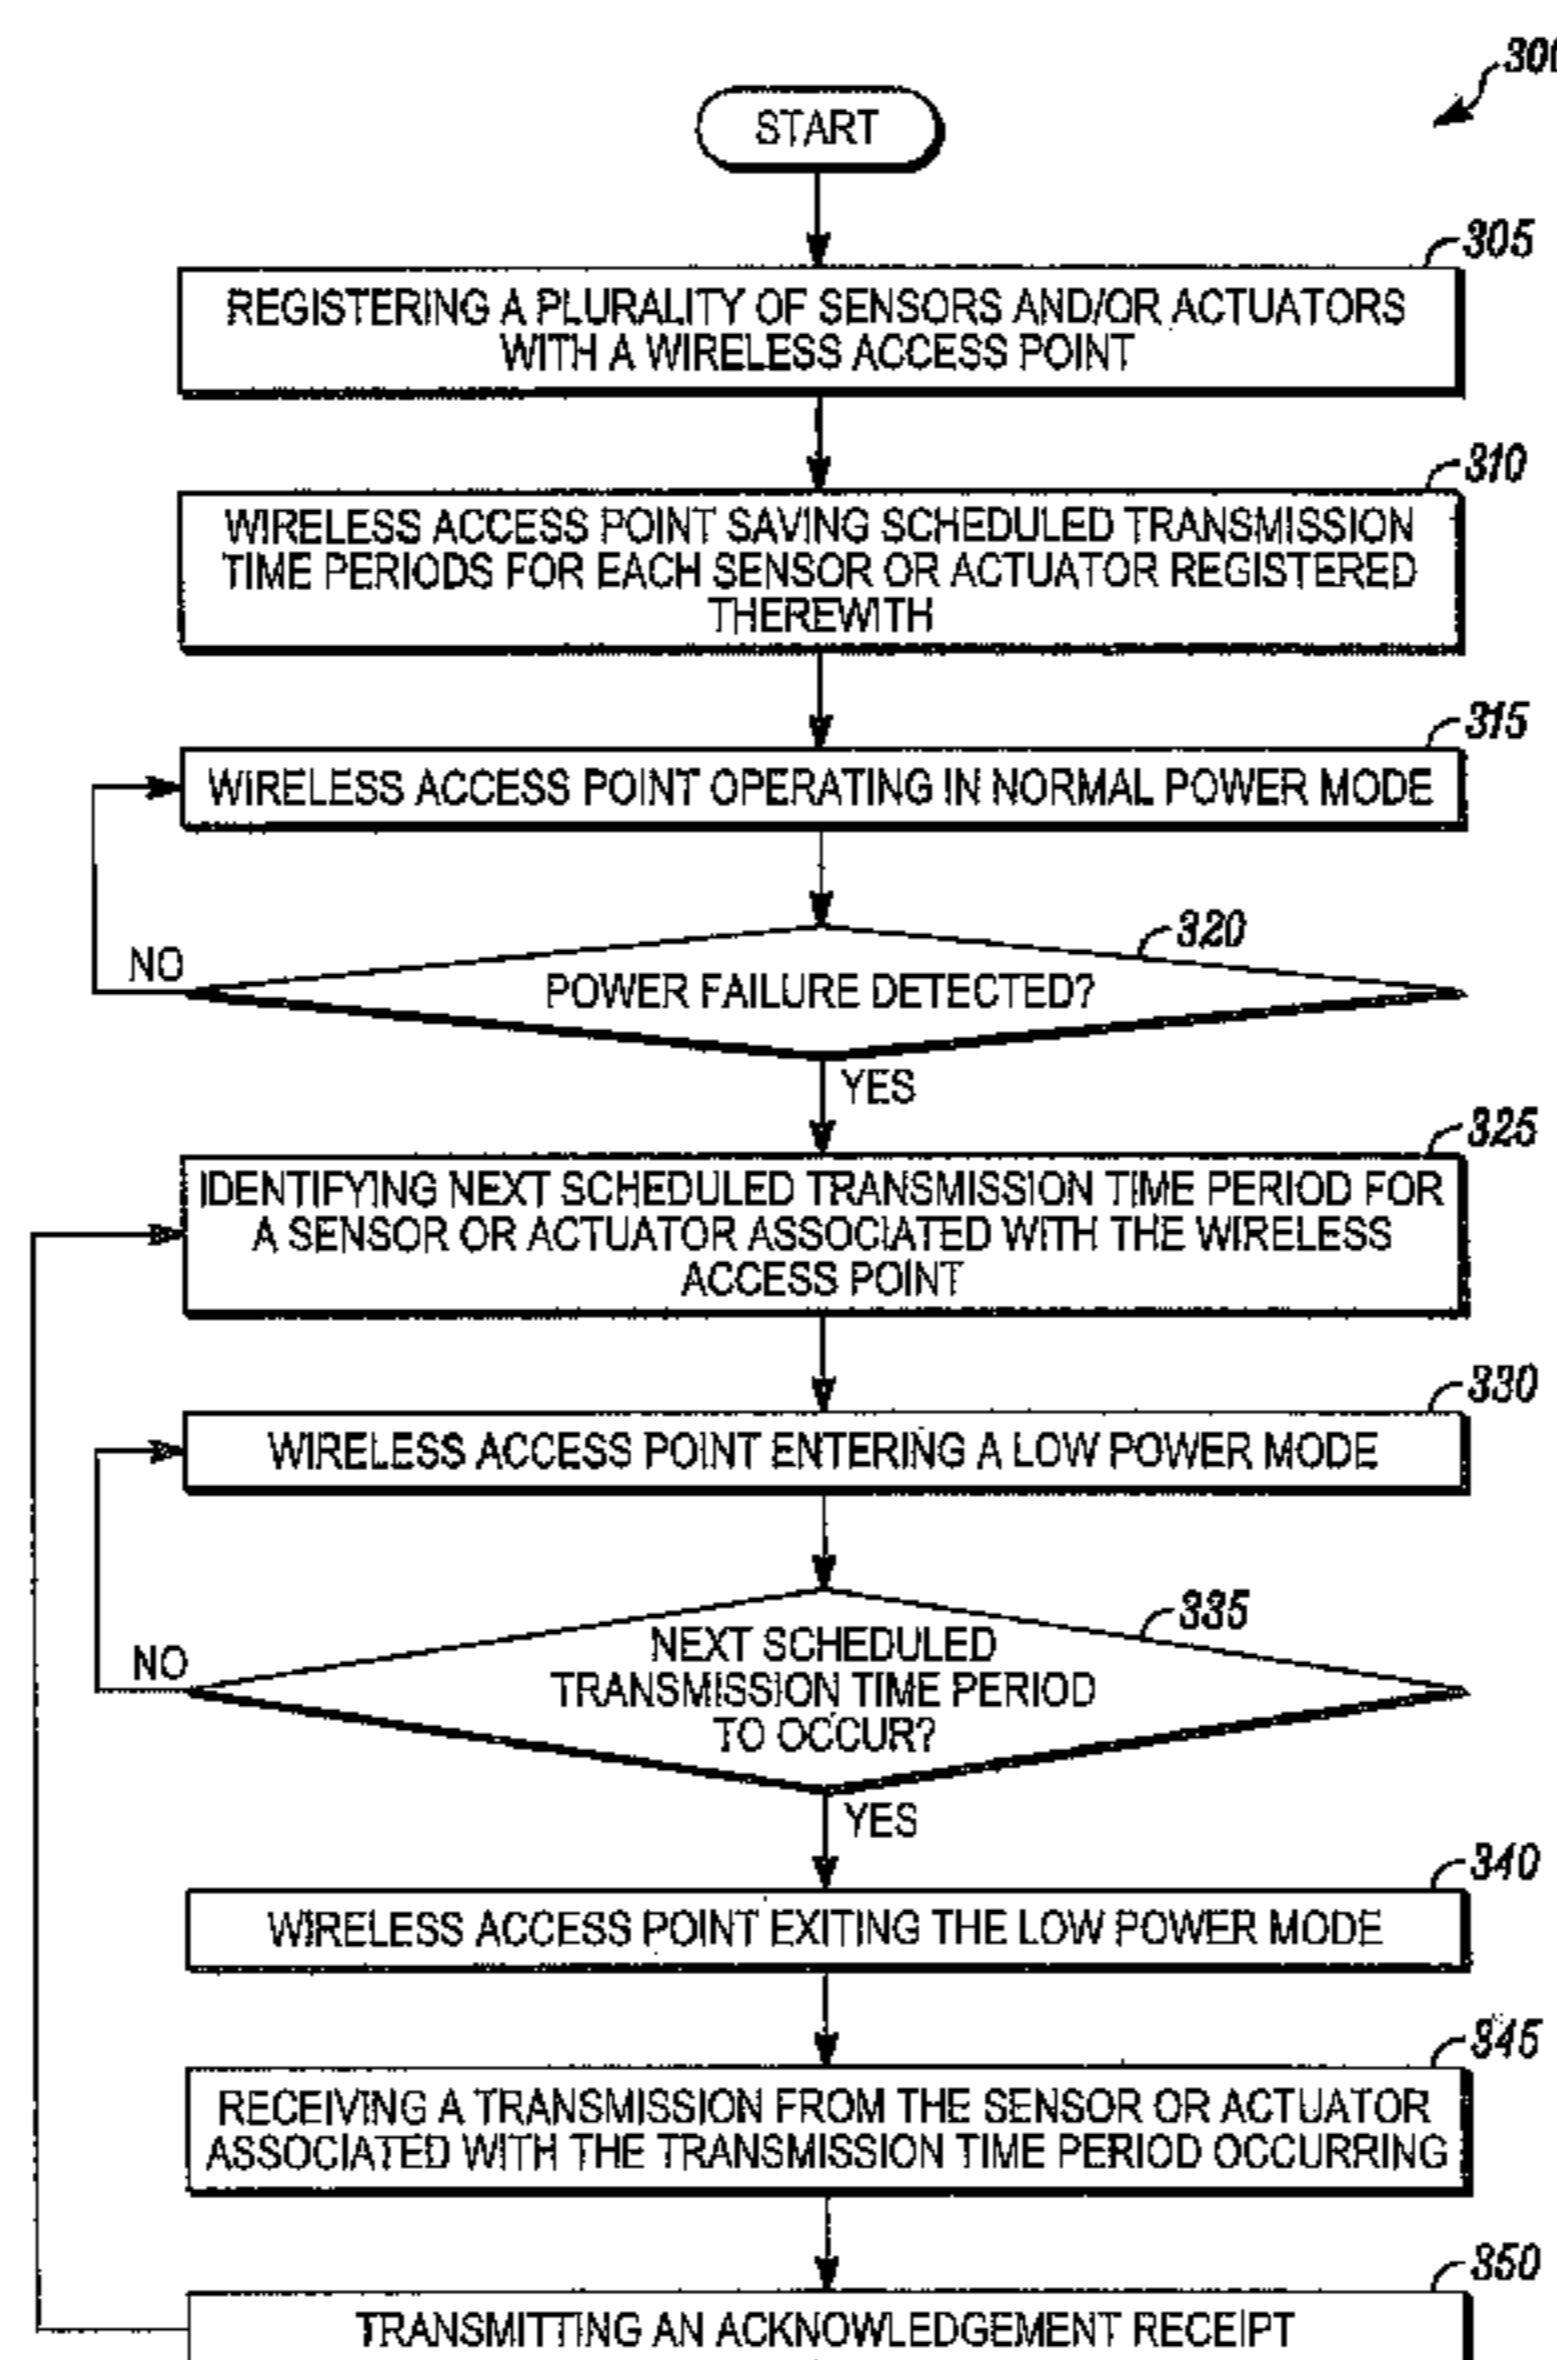 300
START
305
REGISTERING A PLURALITY OF SENSORS AND/OR ACTUATORS
WITH A WIRELESS ACCESS POINT
310
WIRELESS ACCESS POINT SAVING SCHEDULED TRANSMISSION
TIME PERIODS FOR EACH SENSOR OR ACTUATOR REGISTERED
THEREWITH
315
WIRELESS ACCESS POINT OPERATING IN NORMAL POWER MODE
320
NO
POWER FAILURE DETECTED?
YES
325
IDENTIFYING NEXT SCHEDULED TRANSMISSION TIME PERIOD FOR
A SENSOR OR ACTUATOR ASSOCIATED WITH THE WIRELESS
ACCESS POINT
330
WIRELESS ACCESS POINT ENTERING A LOW POWER MODE
335
NO
NEXT SCHEDULED
TRANSMISSION TIME PERIOD
TO OCCUR?
YES
340
WIRELESS ACCESS POINT EXITING THE LOW POWER MODE
345
RECEIVING A TRANSMISSION FROM THE SENSOR OR ACTUATOR
ASSOCIATED WITH THE TRANSMISSION TIME PERIOD OCCURRING
350
TRANSMITTING AN ACKNOWLEDGEMENT RECEIPT